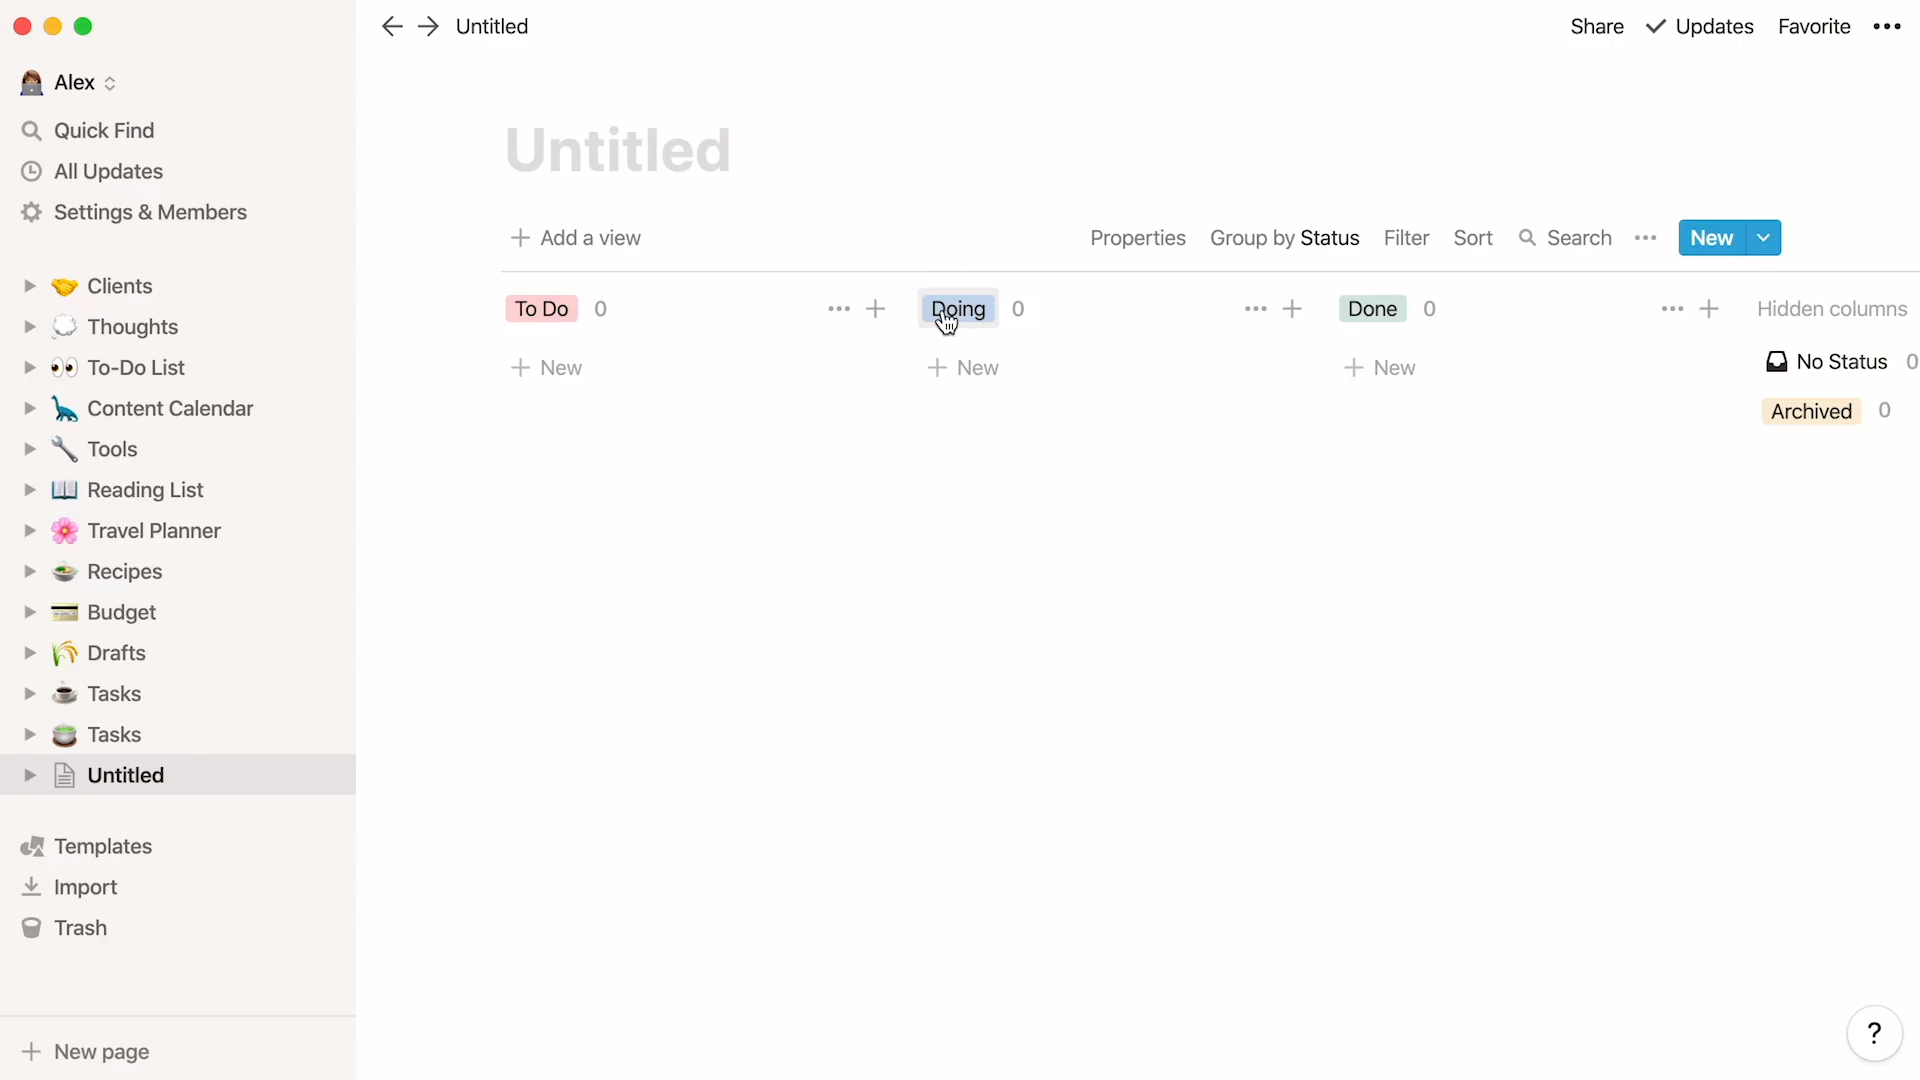 Untitled
Share
Updates
Favorite
Alex
Quick Find
All Updates
Settings & Members
Clients
Thoughts
To-Do List
Content Calendar
Tools
Reading List
Travel Planner
Recipes
Budget
Drafts
Tasks
Tasks
Untitled
Templates
Import
Trash
New page
Untitled
Add a view
Properties
Group by Status
Filter
Sort
Search
New
To Do 0
Doing 0
Done 0
Hidden columns
New
New
New
No Status 0
Archived 0
?